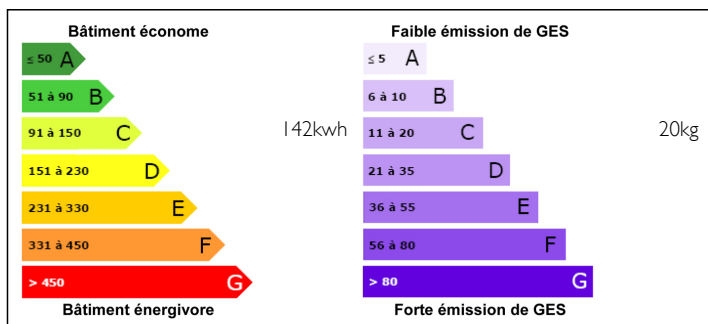 Bâtiment économe
≤ 50 A
51 à 90 B
91 à 150 C
151 à 230 D
231 à 330 E
331 à 450 F
> 450 G
Bâtiment énergivore
142kwh
Faible émission de GES
≤ 5 A
6 à 10 B
11 à 20 C
21 à 35 D
36 à 55 E
56 à 80 F
> 80 G
Forte émission de GES
20kg